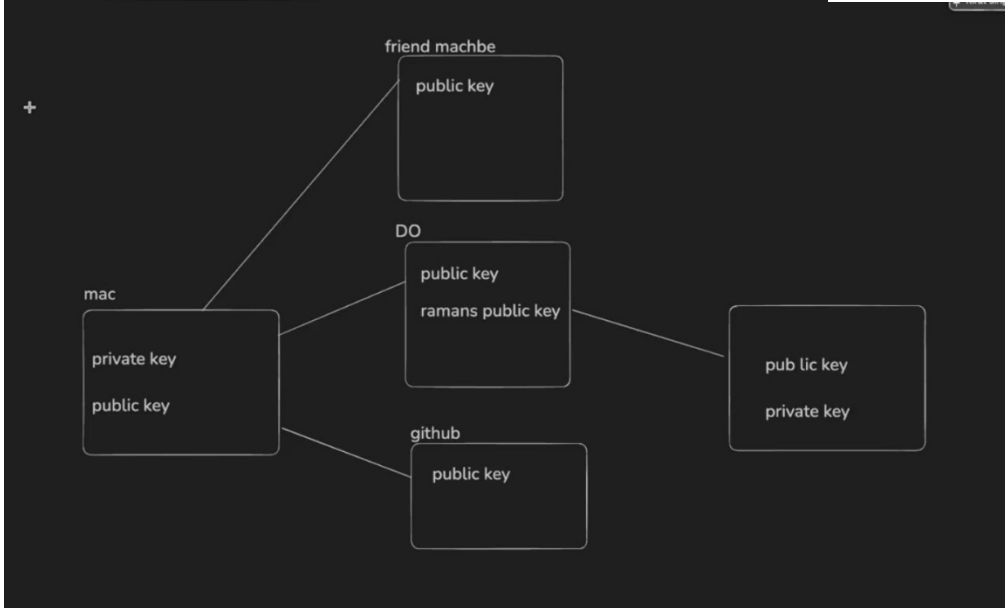 friend machbe
public key
DO
public key
ramans public key
mac
private key
public key
pub lic key
private key
github
public key